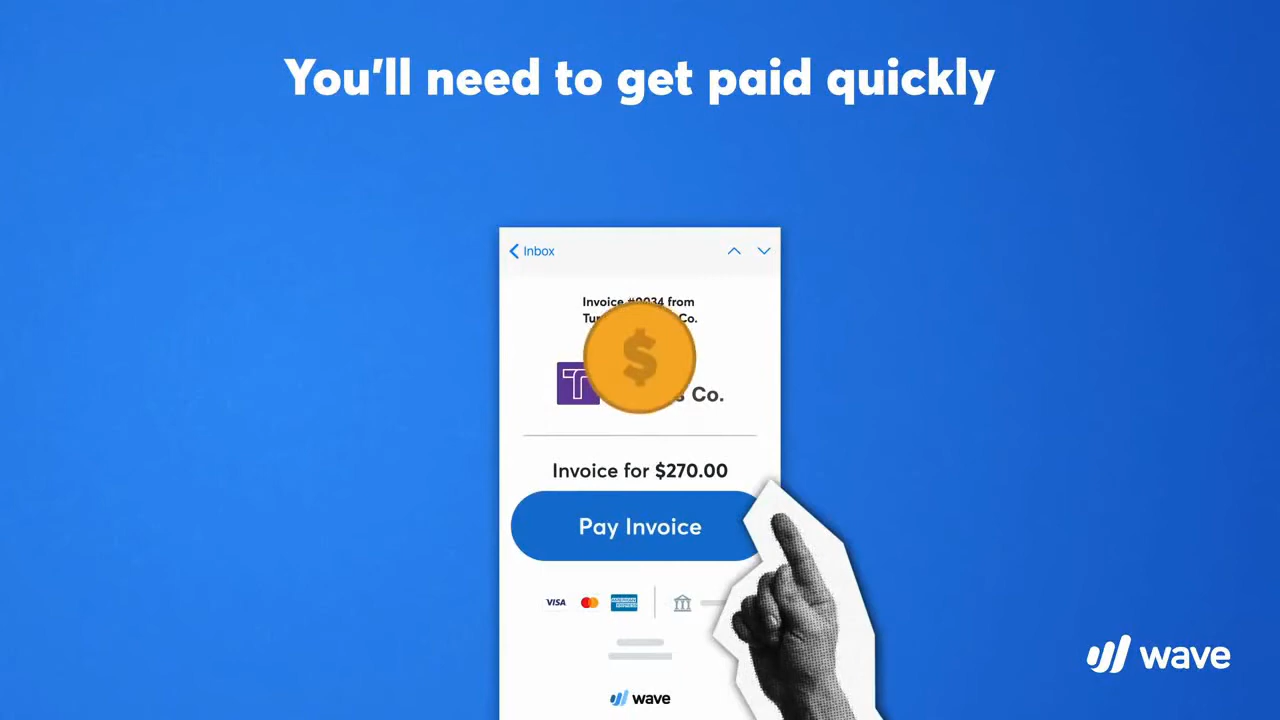 You'll need to get paid quickly
Inbox
Invoice #0034 from
Co.
$
T
Co.
Invoice for $270.00
Pay Invoice
VISA
wave
wave